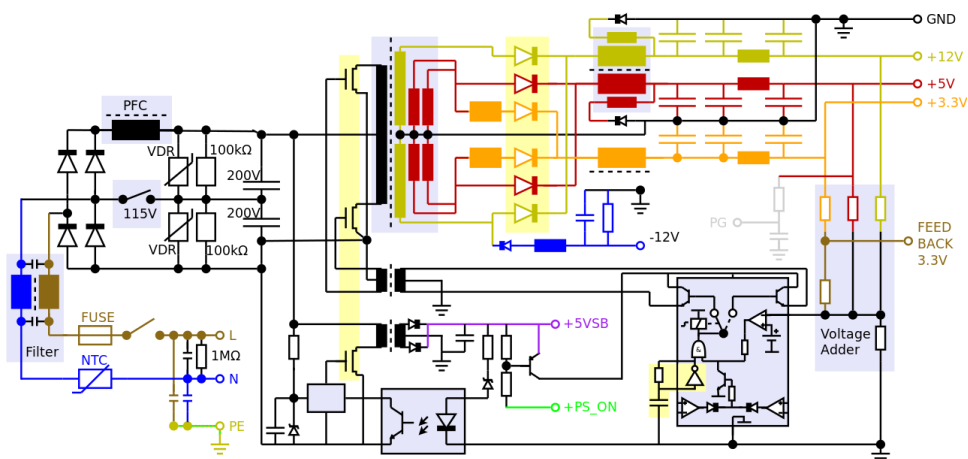 GND
+12V
+5V
+3.3V
PFC
VDR
100kΩ
200V
115V
200V
VDR
100kΩ
-12V
PG
FEED
BACK
3.3V
FUSE
L
Filter
1MΩ
NTC
N
PE
+5VSB
+PS_ON
&
Voltage
Adder